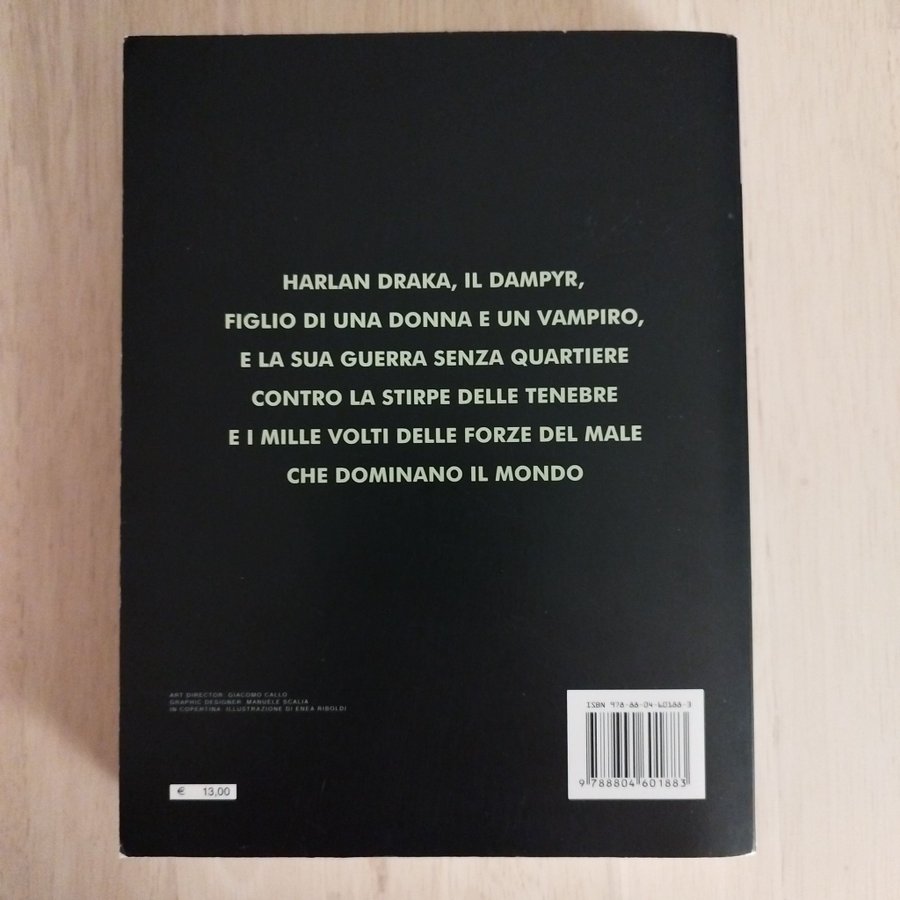 HARLAN DRAKA, IL DAMPYR,
FIGLIO DI UNA DONNA E UN VAMPIRO,
E LA SUA GUERRA SENZA QUARTIERE
CONTRO LA STIRPE DELLE TENEBRE
E I MILLE VOLTI DELLE FORZE DEL MALE
CHE DOMINANO IL MONDO
ART DIRECTOR: GIACOMO CALLO
GRAPHIC DESIGNER: MANUELE SCALIA
IN COPERTINA: ILLUSTRAZIONE DI ENEA RIBOLDI
ISBN 978-88-04-60188-3
9 788804 601883
€ 13,00